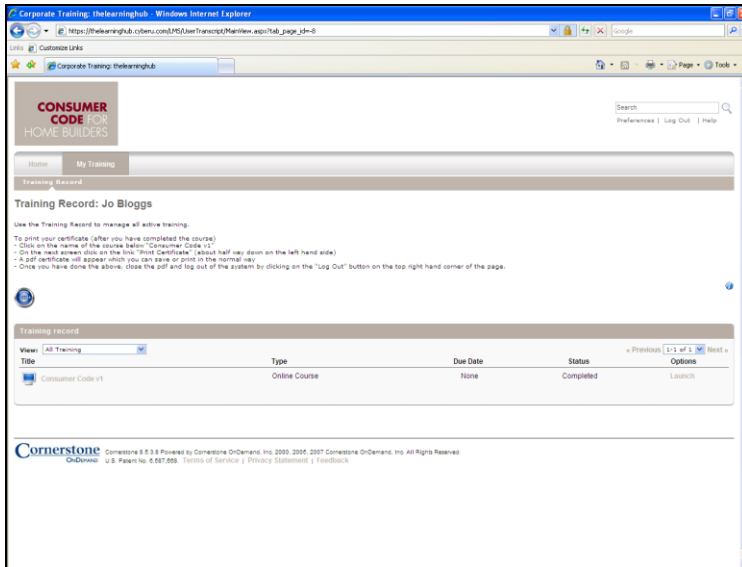 Corporate Training: thelearninghub - Windows Internet Explorer
https://thelearninghub.cyberu.com/LMS/UserTranscript/MainView.aspx?tab_page_id=-8
Google
Links Customize Links
Corporate Training: thelearninghub
Page Tools
CONSUMER
CODE FOR
HOME BUILDERS
Search
Preferences | Log Out | Help
Home My Training
Training Record
Training Record: Jo Bloggs
Use the Training Record to manage all active training.
To print your certificate (after you have completed the course)
- Click on the name of the course below "Consumer Code v1"
- On the next screen click on the link "Print Certificate" (about half way down on the left hand side)
- A pdf certificate will appear which you can save or print in the normal way
- Once you have done the above, close the pdf and log out of the system by clicking on the "Log Out" button on the top right hand corner of the page.
Training record
View: All Training « Previous 1-1 of 1 Next »
Title Type Due Date Status Options
Consumer Code v1 Online Course None Completed Launch
Cornerstone
OnDemand
Cornerstone 8.5.3.8 Powered by Cornerstone OnDemand, Inc. 2000, 2006, 2007 Cornerstone OnDemand, Inc. All Rights Reserved.
U.S. Patent No. 6,587,668. Terms of Service | Privacy Statement | Feedback